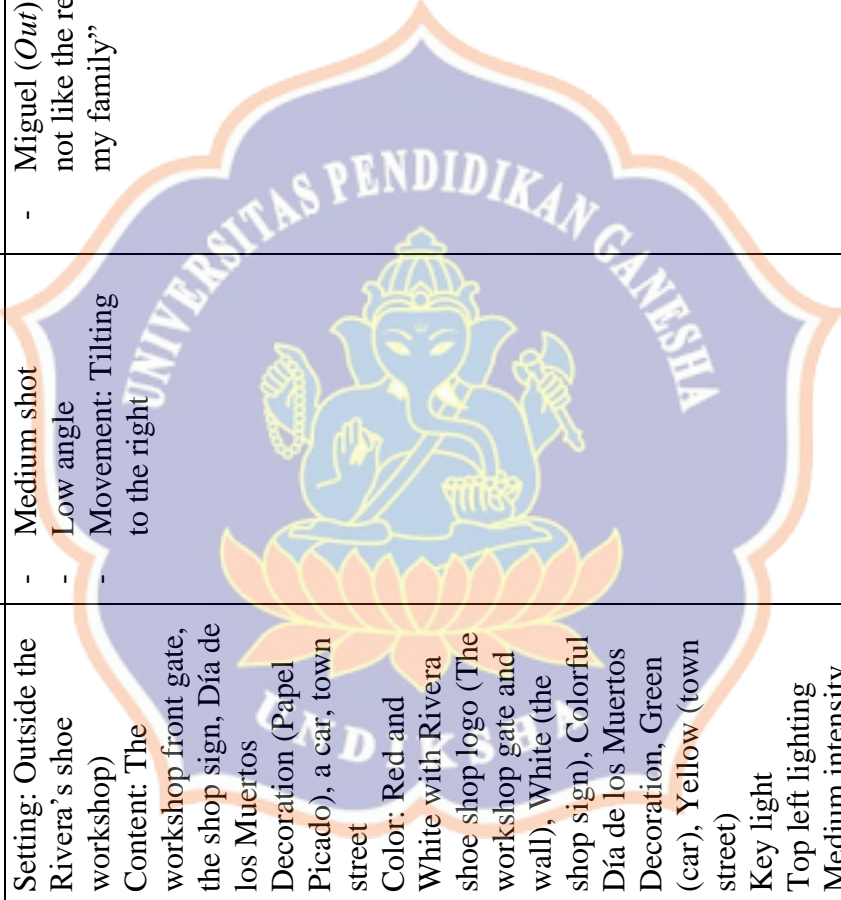 Setting: Outside the
Rivera’s shoe
workshop)
Content: The
workshop front gate,
the shop sign, Día de
los Muertos
Decoration (Papel
Picado), a car, town
street
Color: Red and
White with Rivera
shoe shop logo (The
workshop gate and
wall), White (the
shop sign), Colorful
Día de los Muertos
Decoration, Green
(car), Yellow (town
street)
Key light
Top left lighting
Medium intensity
- Medium shot
- Low angle
- Movement: Tilting
to the right
- Miguel (Out)
not like the re
my family”
UNIVERSITAS PENDIDIKAN GANESHA
UNDIKSHA